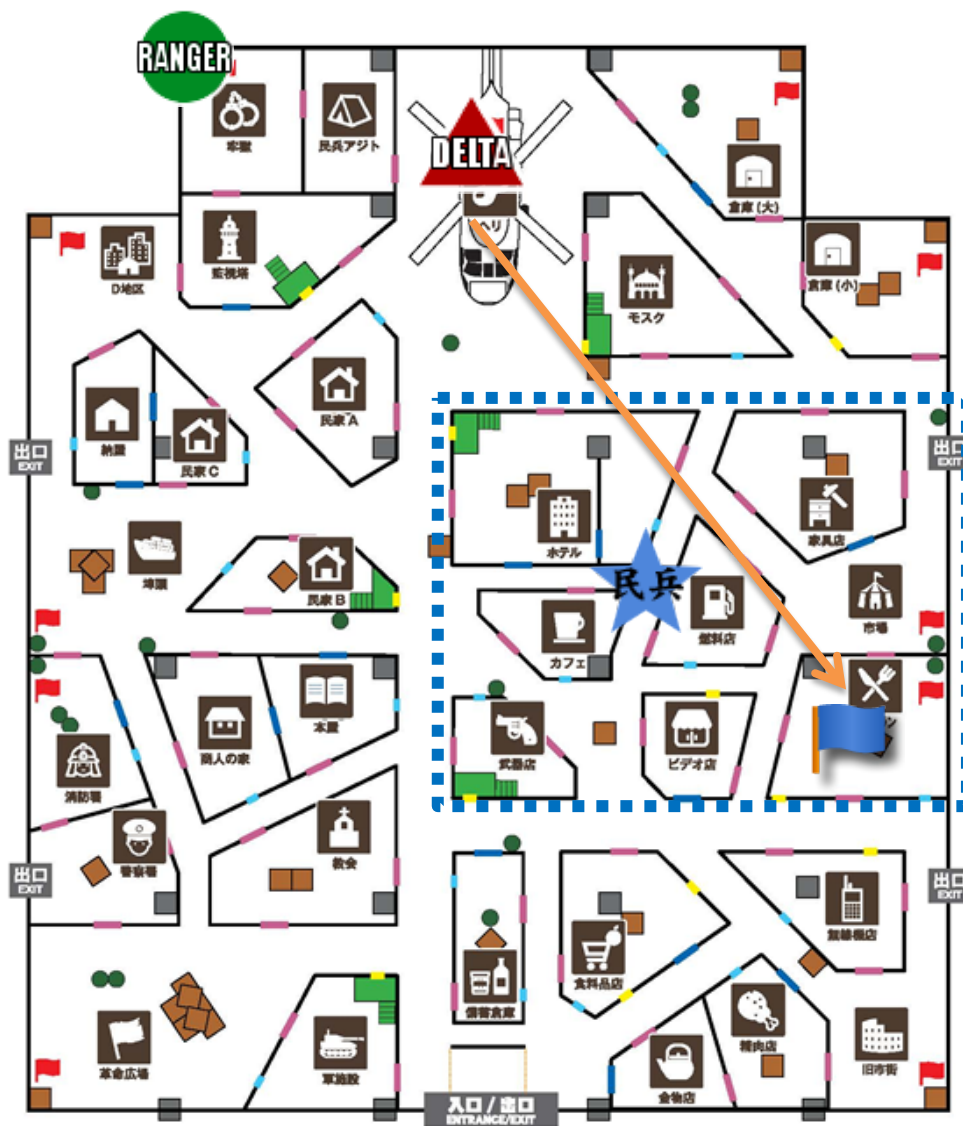 RANGER
牢獄
民兵アジト
DELTA
ヘリ
倉庫(大)
D地区
監視塔
モスク
倉庫(小)
納屋
民家 C
民家 A
出口
EXIT
出口
EXIT
ホテル
家具店
埠頭
民家 B
民兵
カフェ
燃料店
市場
消防署
商人の家
本屋
武器店
ビデオ店
ン
警察署
教会
出口
EXIT
出口
EXIT
備蓄倉庫
食料品店
無線機店
革命広場
軍施設
金物店
精肉店
旧市街
入口 / 出口
ENTRANCE/EXIT